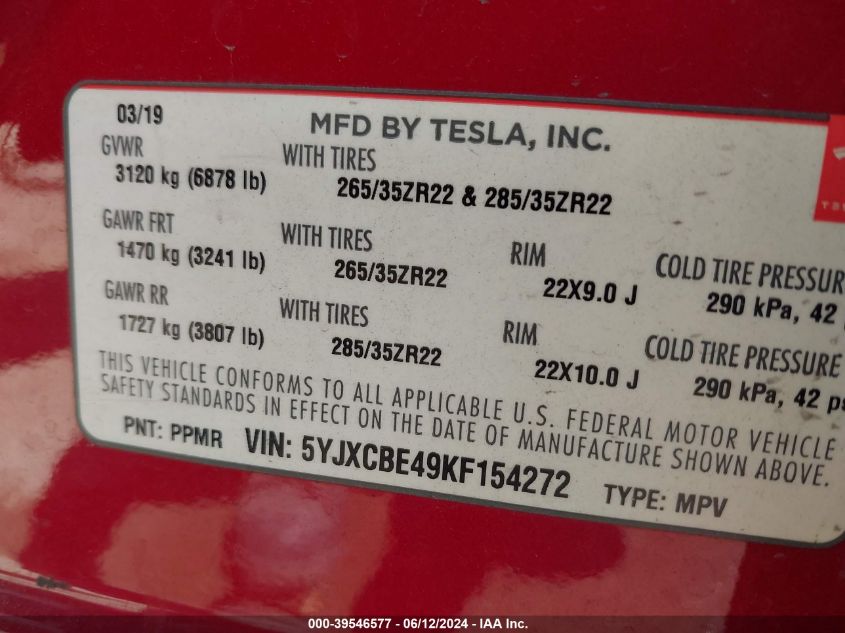 03/19 MFD BY TESLA, INC.
GVWR WITH TIRES
3120 kg (6878 lb) 265/35ZR22 & 285/35ZR22
GAWR FRT WITH TIRES RIM COLD TIRE PRESSUR
1470 kg (3241 lb) 265/35ZR22 22X9.0 J 290 kPa, 42
GAWR RR WITH TIRES RIM COLD TIRE PRESSURE
1727 kg (3807 lb) 285/35ZR22 22X10.0 J 290 kPa, 42 ps
THIS VEHICLE CONFORMS TO ALL APPLICABLE U.S. FEDERAL MOTOR VEHICLE
SAFETY STANDARDS IN EFFECT ON THE DATE OF MANUFACTURE SHOWN ABOVE.
PNT: PPMR VIN: 5YJXCBE49KF154272 TYPE: MPV
000-39546577 - 06/12/2024 - IAA Inc.